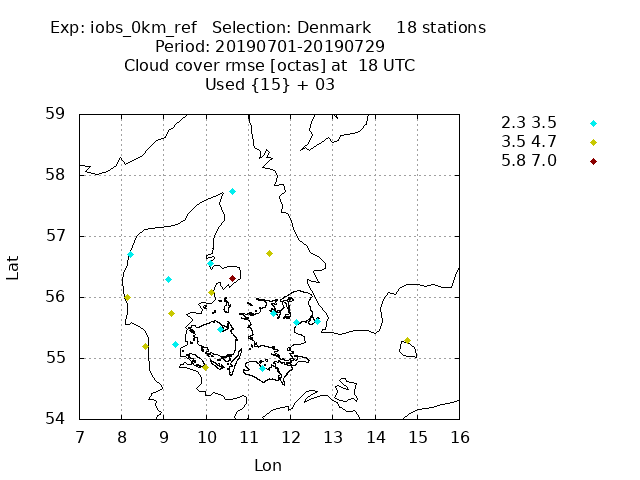 Exp: iobs_0km_ref   Selection: Denmark     18 stations
Period: 20190701-20190729
Cloud cover rmse [octas] at  18 UTC
Used {15} + 03
2.3 3.5
3.5 4.7
5.8 7.0
59
58
57
56
55
54
Lat
7 8 9 10 11 12 13 14 15 16
Lon